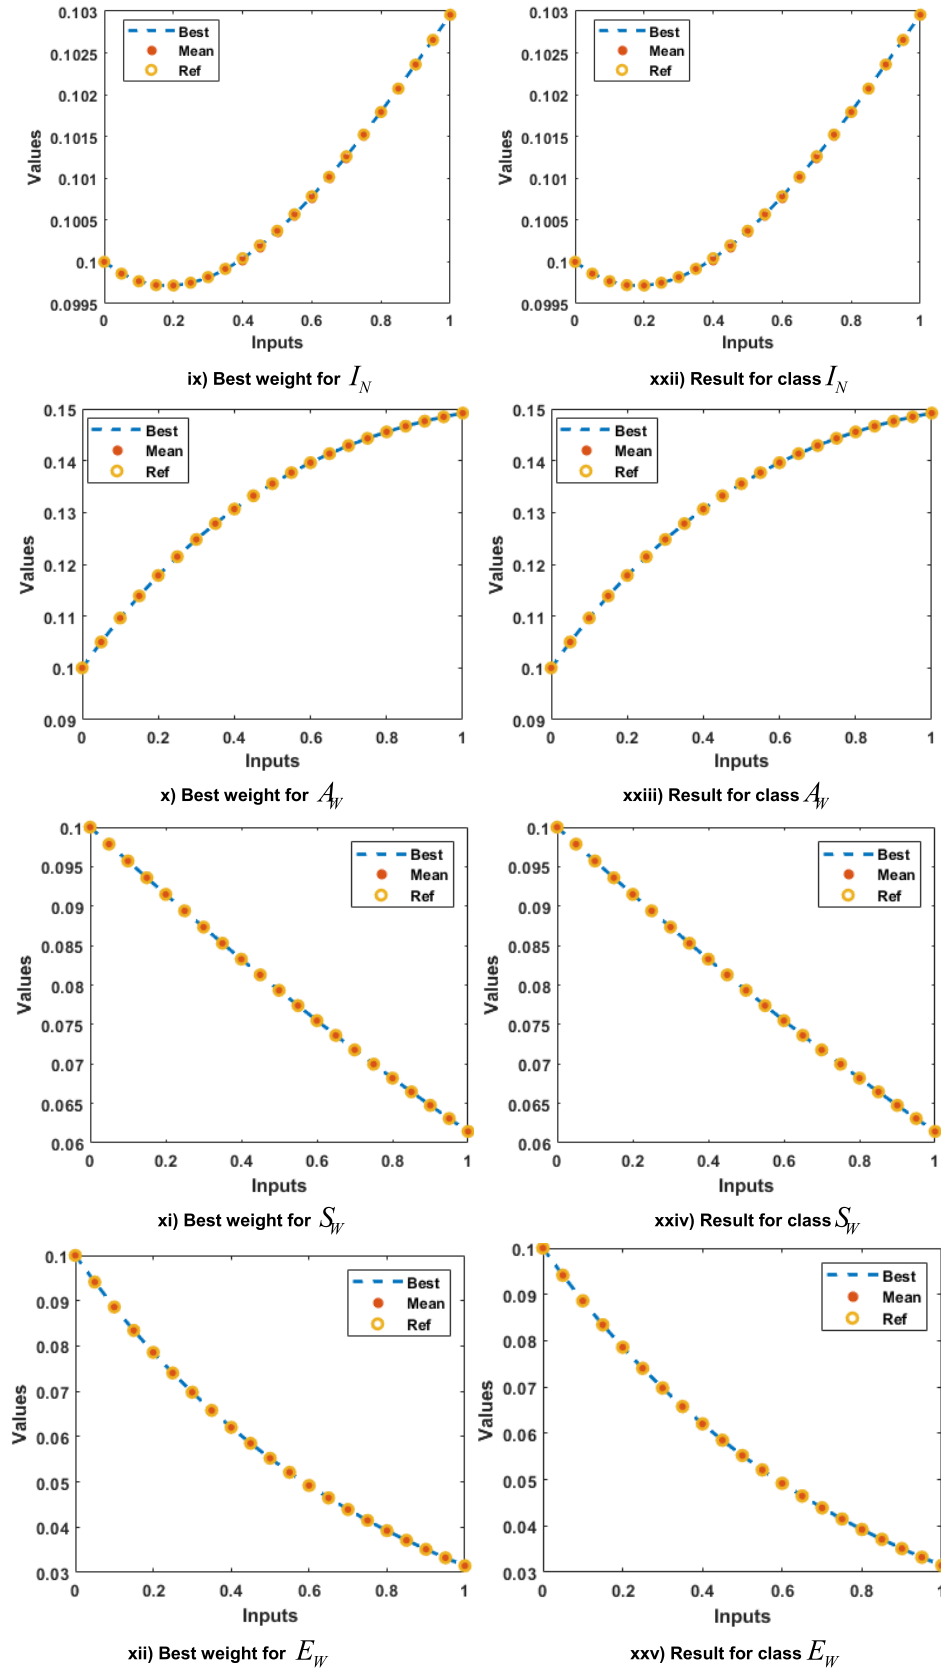 0.103
0.1025
0.102
0.1015
0.101
0.1005
0.1
0.0995
Values
Best
Mean
Ref
0 0.2 0.4 0.6 0.8 1
Inputs
ix) Best weight for I_N
0.103
0.1025
0.102
0.1015
0.101
0.1005
0.1
0.0995
Values
Best
Mean
Ref
0 0.2 0.4 0.6 0.8 1
Inputs
xxii) Result for class I_N
0.15
0.14
0.13
0.12
0.11
0.1
0.09
Values
Best
Mean
Ref
0 0.2 0.4 0.6 0.8 1
Inputs
x) Best weight for A_W
0.15
0.14
0.13
0.12
0.11
0.1
0.09
Values
Best
Mean
Ref
0 0.2 0.4 0.6 0.8 1
Inputs
xxiii) Result for class A_W
0.1
0.095
0.09
0.085
0.08
0.075
0.07
0.065
0.06
Values
Best
Mean
Ref
0 0.2 0.4 0.6 0.8 1
Inputs
xi) Best weight for S_W
0.1
0.095
0.09
0.085
0.08
0.075
0.07
0.065
0.06
Values
Best
Mean
Ref
0 0.2 0.4 0.6 0.8 1
Inputs
xxiv) Result for class S_W
0.1
0.09
0.08
0.07
0.06
0.05
0.04
0.03
Values
Best
Mean
Ref
0 0.2 0.4 0.6 0.8 1
Inputs
xii) Best weight for E_W
0.1
0.09
0.08
0.07
0.06
0.05
0.04
0.03
Values
Best
Mean
Ref
0 0.2 0.4 0.6 0.8 1
Inputs
xxv) Result for class E_W